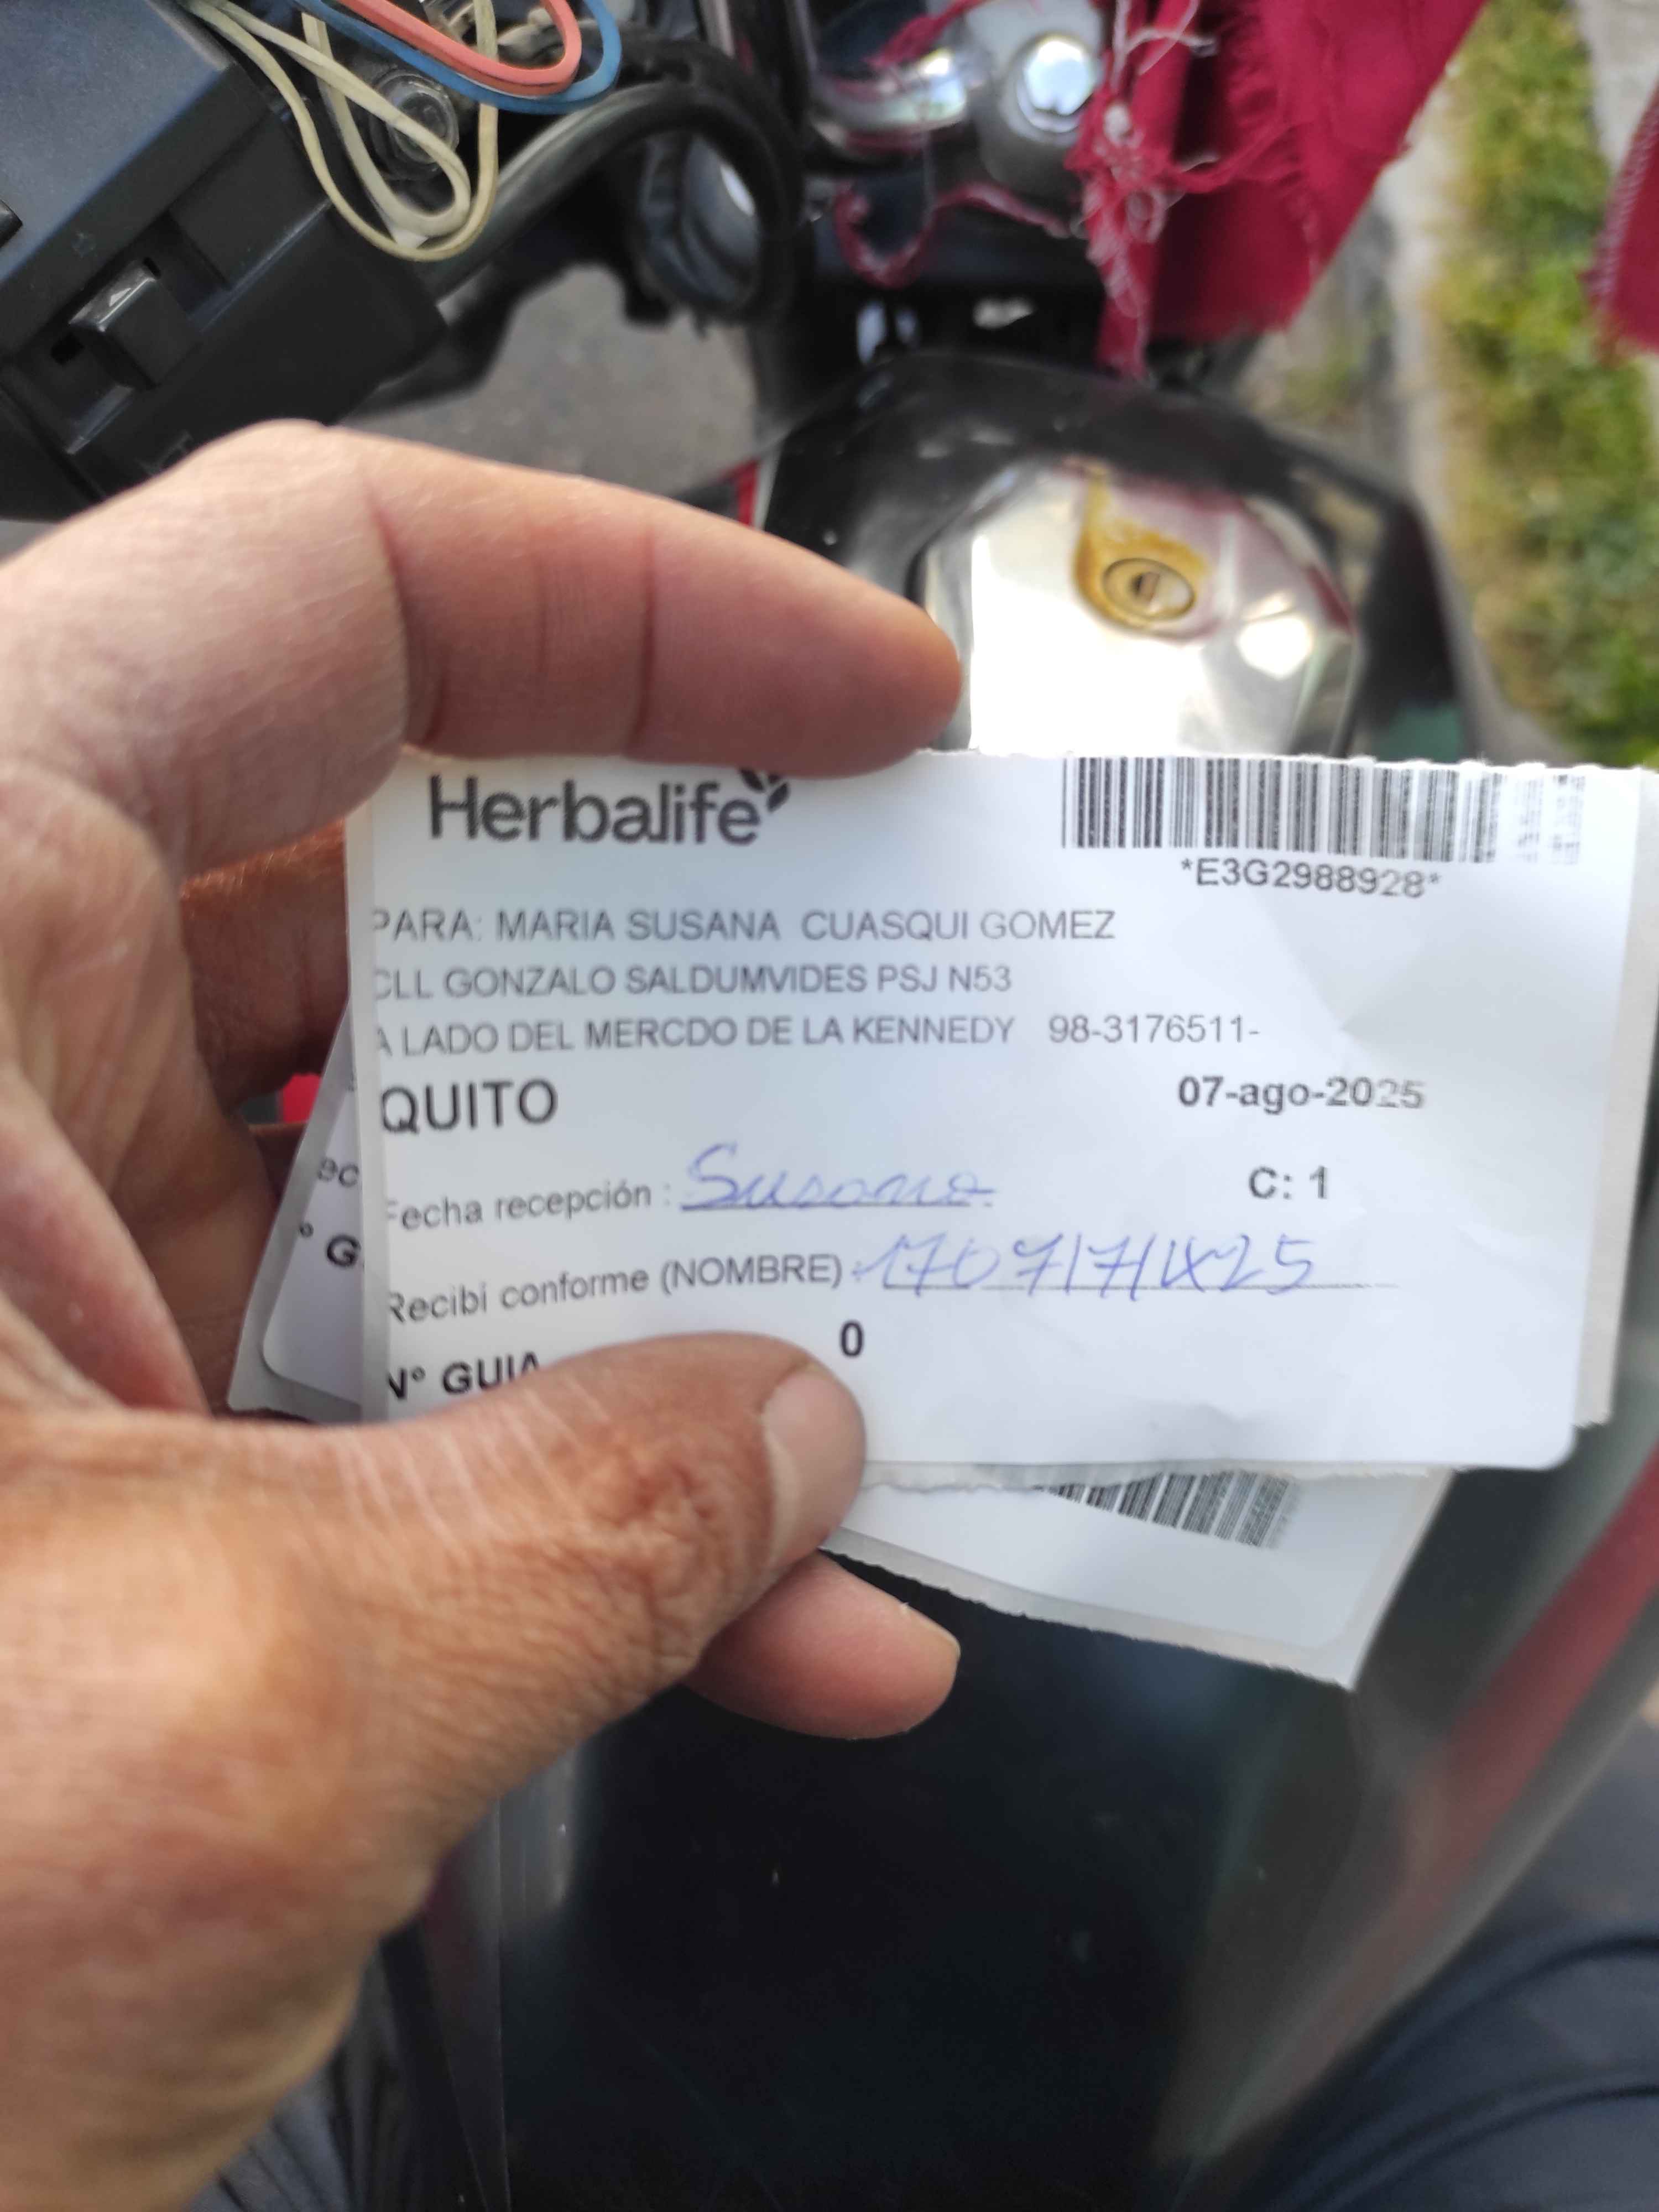 Herbalife
*E3G2988928*
PARA: MARIA SUSANA CUASQUI GOMEZ
CLL GONZALO SALDUMVIDES PSJ N53
A LADO DEL MERCDO DE LA KENNEDY 98-3176511-
QUITO 07-ago-2025
Fecha recepción : Susana C: 1
Recibi conforme (NOMBRE) :
N° GUIA 0